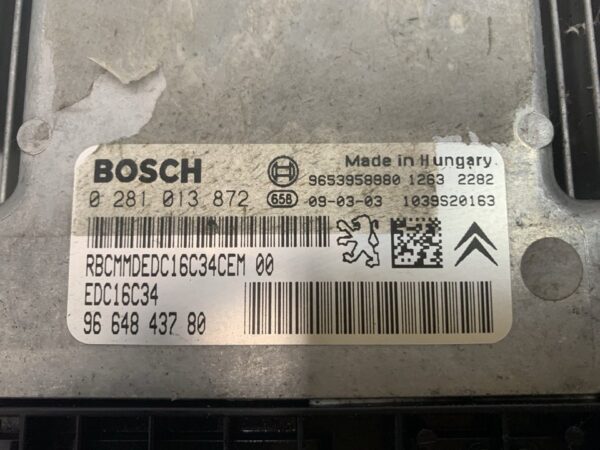 BOSCH
Made in Hungary
9653958980 1263 2282
0 281 013 872
658
09-03-03
1039S20163
RBCMMDEDC16C34CEM 00
EDC16C34
96 648 437 80